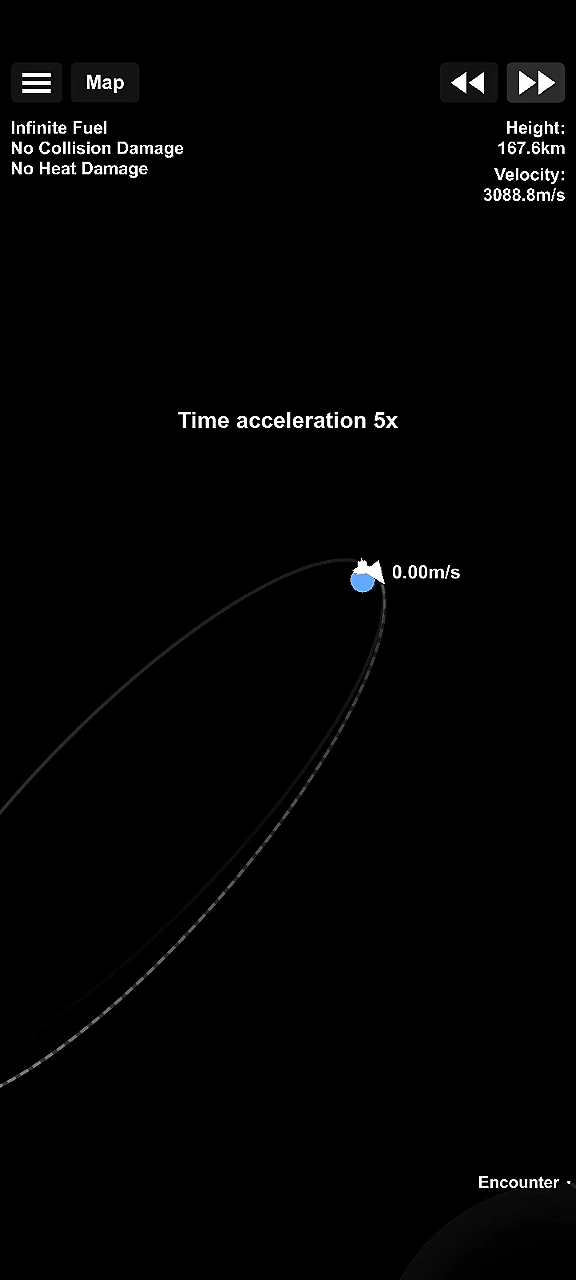 Map
Infinite Fuel
No Collision Damage
No Heat Damage
Height:
167.6km
Velocity:
3088.8m/s
Time acceleration 5x
0.00m/s
Encounter